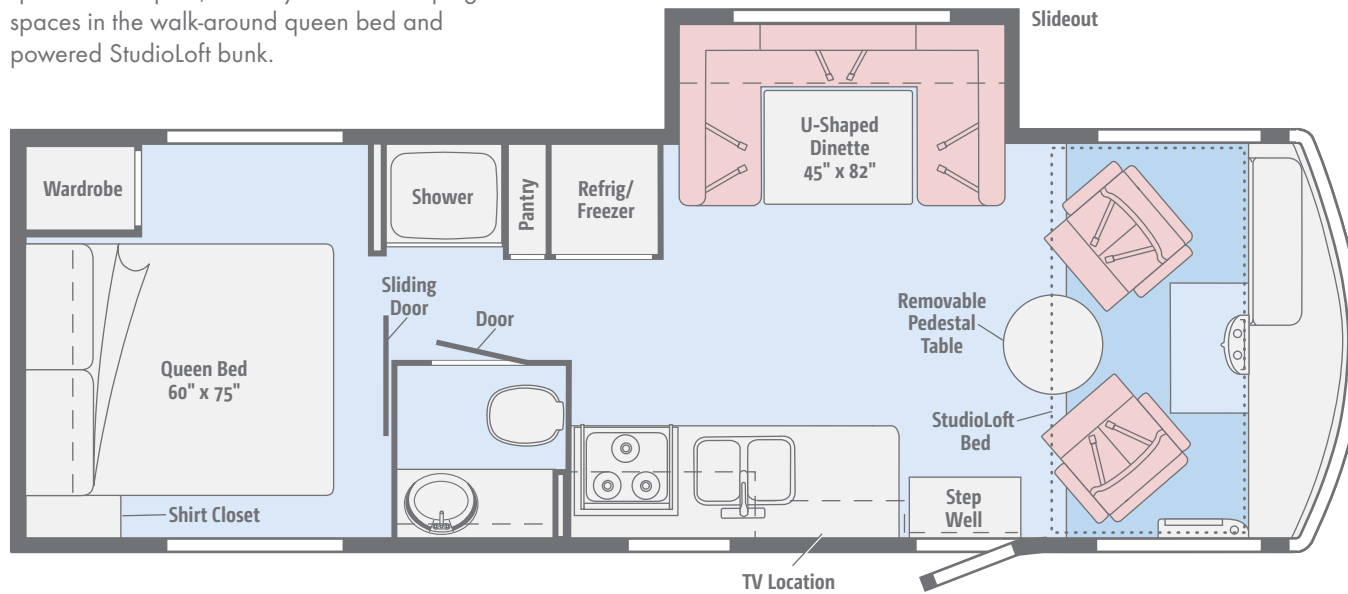 spaces in the walk-around queen bed and
powered StudioLoft bunk.
Slideout
U-Shaped
Dinette
45" x 82"
Wardrobe
Shower
Pantry
Refrig/
Freezer
Sliding
Door
Door
Removable
Pedestal
Table
Queen Bed
60" x 75"
StudioLoft
Bed
Shirt Closet
Step
Well
TV Location